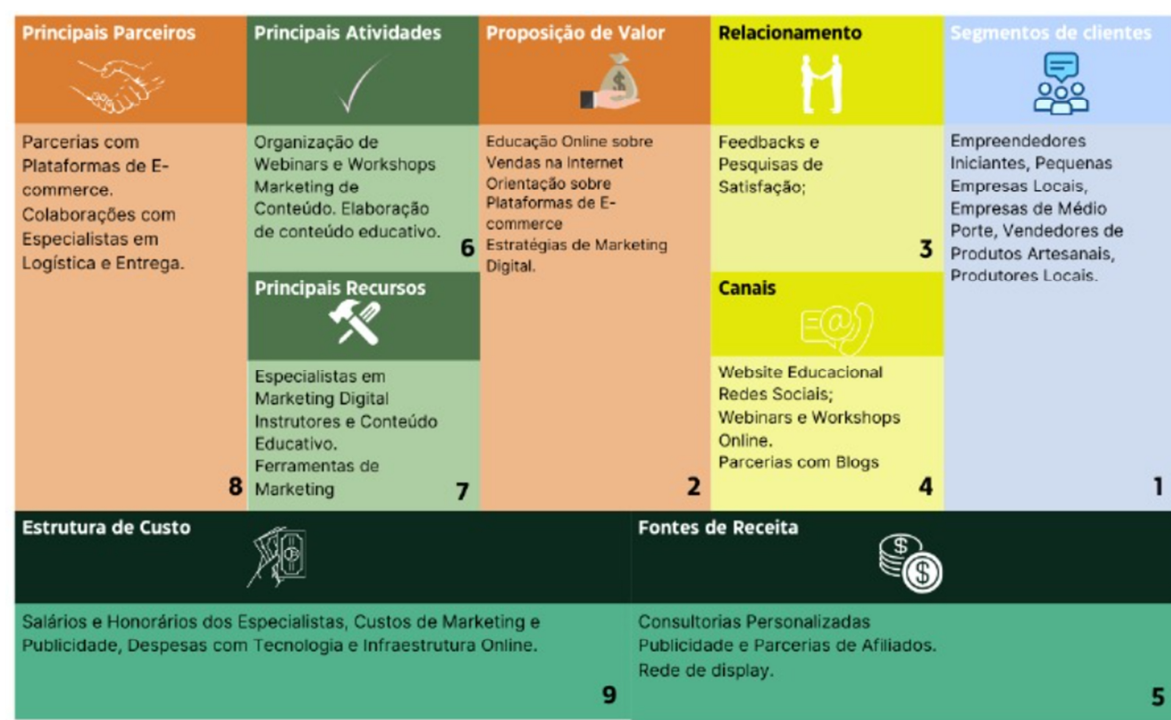 Principais Parceiros
Parcerias com
Plataformas de E-
commerce.
Colaborações com
Especialistas em
Logística e Entrega.
8
Principais Atividades
Organização de
Webinars e Workshops
Marketing de
Conteúdo. Elaboração
de conteúdo educativo.
6
Principais Recursos
Especialistas em
Marketing Digital
Instrutores e Conteúdo
Educativo.
Ferramentas de
Marketing
7
Proposição de Valor
$
Educação Online sobre
Vendas na Internet
Orientação sobre
Plataformas de E-
commerce
Estratégias de Marketing
Digital.
2
Relacionamento
Feedbacks e
Pesquisas de
Satisfação;
3
Canais
@
Website Educacional
Redes Sociais;
Webinars e Workshops
Online.
Parcerias com Blogs
4
Segmentos de clientes
Empreendedores
Iniciantes, Pequenas
Empresas Locais,
Empresas de Médio
Porte, Vendedores de
Produtos Artesanais,
Produtores Locais.
1
Estrutura de Custo
Salários e Honorários dos Especialistas, Custos de Marketing e
Publicidade, Despesas com Tecnologia e Infraestrutura Online.
9
Fontes de Receita
$
$
Consultorias Personalizadas
Publicidade e Parcerias de Afiliados.
Rede de display.
5